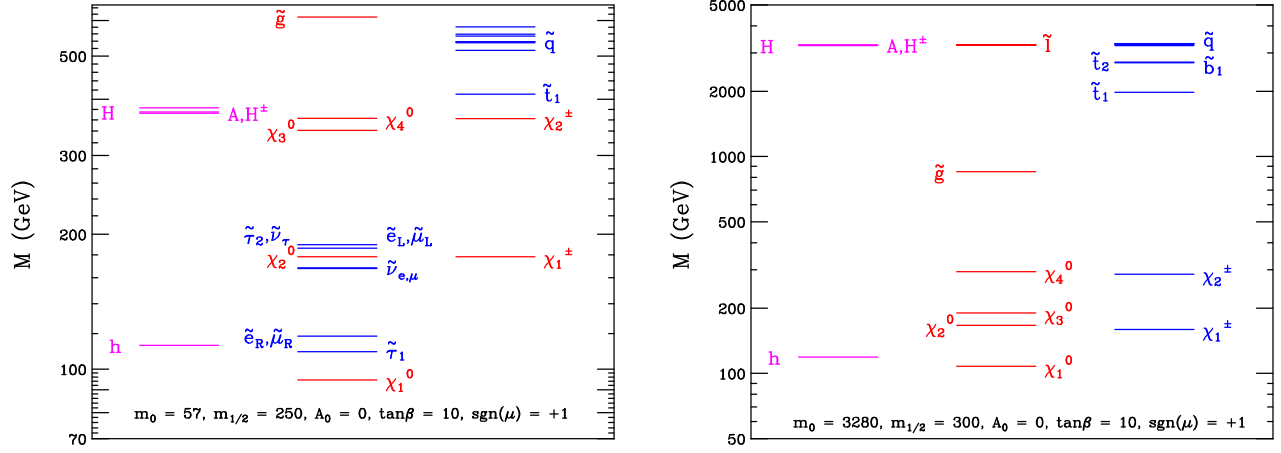 M (GeV)
500
300
200
100
70
g̃
q̃
t̃₁
H
A,H±
χ₃⁰
χ₄⁰
χ₂±
τ̃₂,ν̃τ
ẽL,μ̃L
χ₂⁰
χ₁±
ν̃e,μ
h
ẽR,μ̃R
τ̃₁
χ₁⁰
m₀ = 57, m₁/₂ = 250, A₀ = 0, tanβ = 10, sgn(μ) = +1
M (GeV)
5000
2000
1000
500
200
100
50
H
A,H±
l̃
q̃
t̃₂
b̃₁
t̃₁
g̃
χ₄⁰
χ₂±
χ₃⁰
χ₂⁰
χ₁±
h
χ₁⁰
m₀ = 3280, m₁/₂ = 300, A₀ = 0, tanβ = 10, sgn(μ) = +1